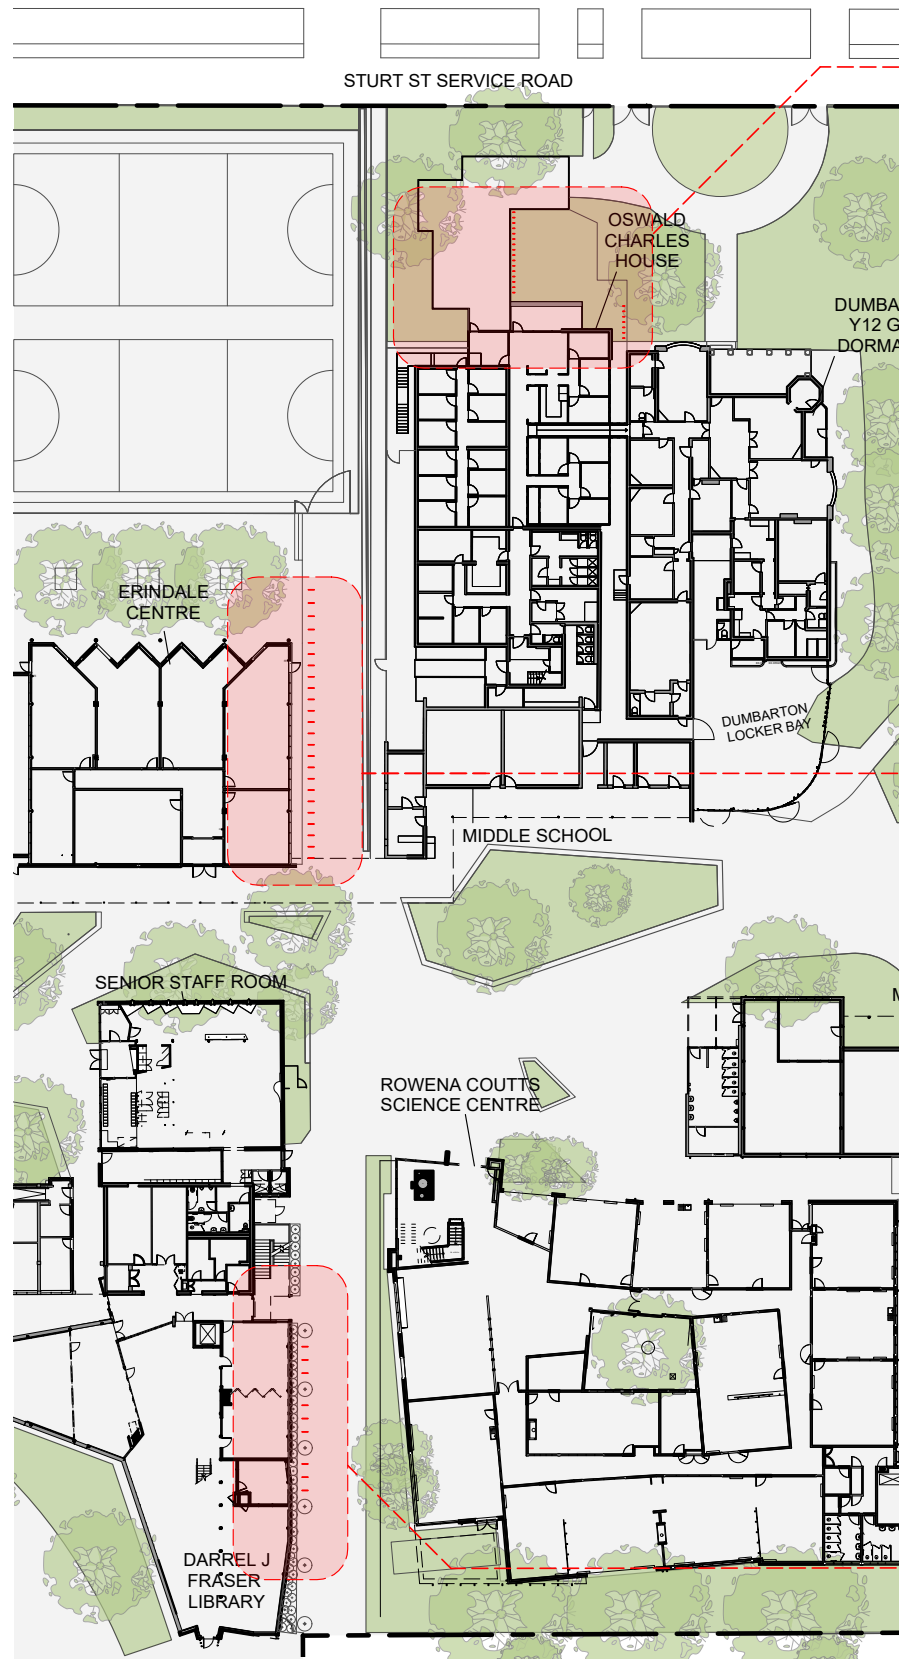 STURT ST SERVICE ROAD
OSWALD
CHARLES
HOUSE
DUMBA
Y12 G
DORMA
ERINDALE
CENTRE
DUMBARTON
LOCKER BAY
MIDDLE SCHOOL
SENIOR STAFF ROOM
M
ROWENA COUTTS
SCIENCE CENTRE
DARREL J
FRASER
LIBRARY